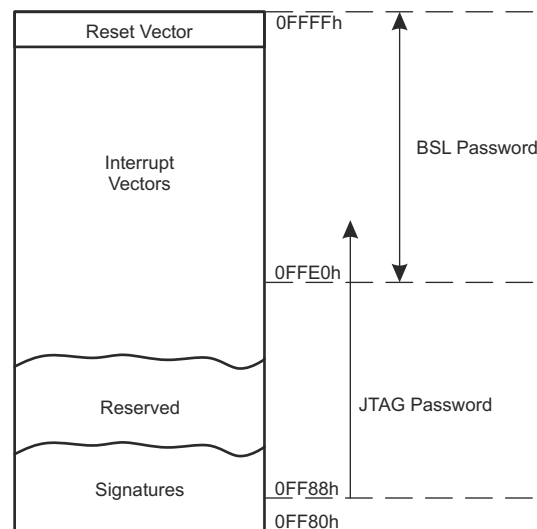 Reset Vector
0FFFFh
Interrupt
Vectors
BSL Password
0FFE0h
Reserved
JTAG Password
Signatures
0FF88h
0FF80h